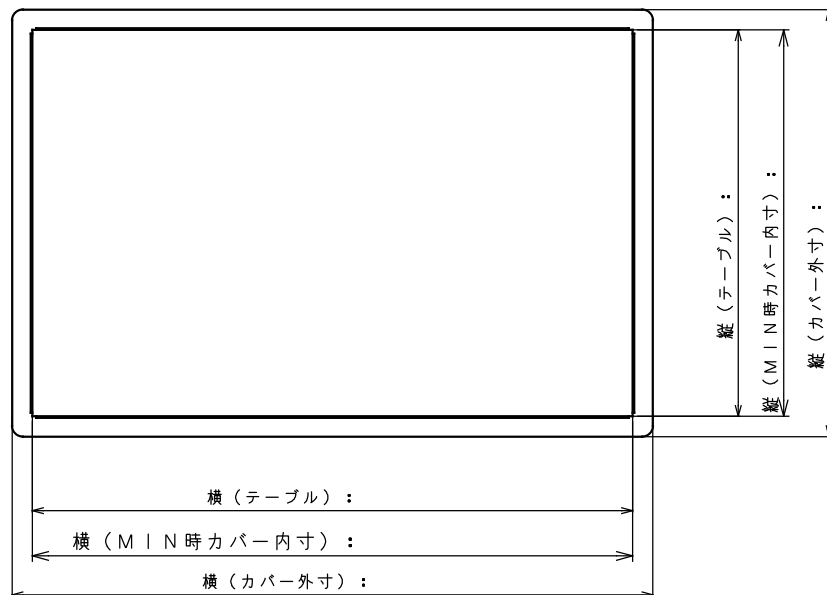 縦（テーブル）：
縦（ＭＩＮ時カバー内寸）：
縦（カバー外寸）：
横（テーブル）：
横（ＭＩＮ時カバー内寸）：
横（カバー外寸）：